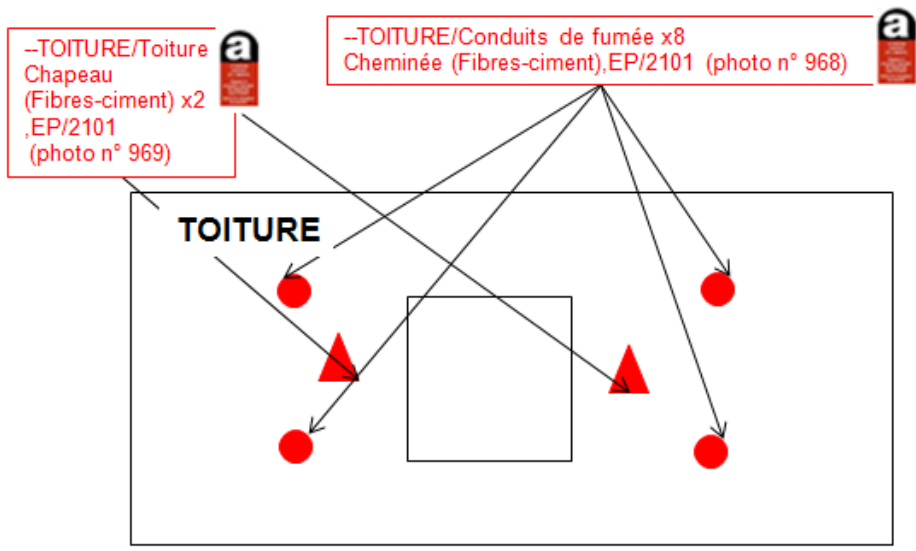 --TOITURE/Toiture
Chapeau
(Fibres-ciment) x2
,EP/2101
(photo n° 969)
a
--TOITURE/Conduits de fumée x8
Cheminée (Fibres-ciment),EP/2101 (photo n° 968)
a
TOITURE